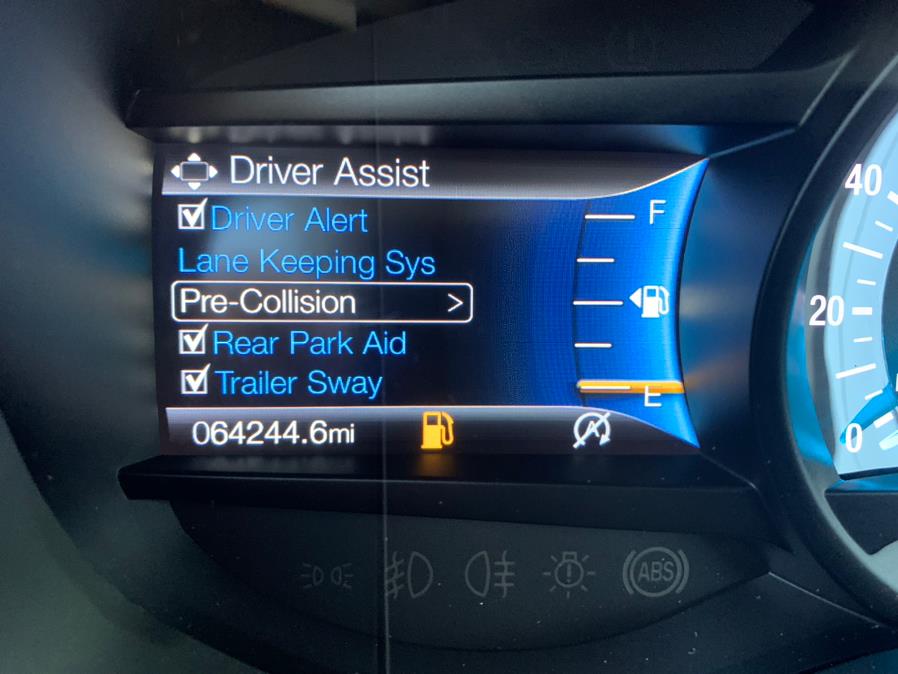 Driver Assist
Driver Alert
Lane Keeping Sys
Pre-Collision >
Rear Park Aid
Trailer Sway
064244.6mi
F
E
A
ABS
40
20
0